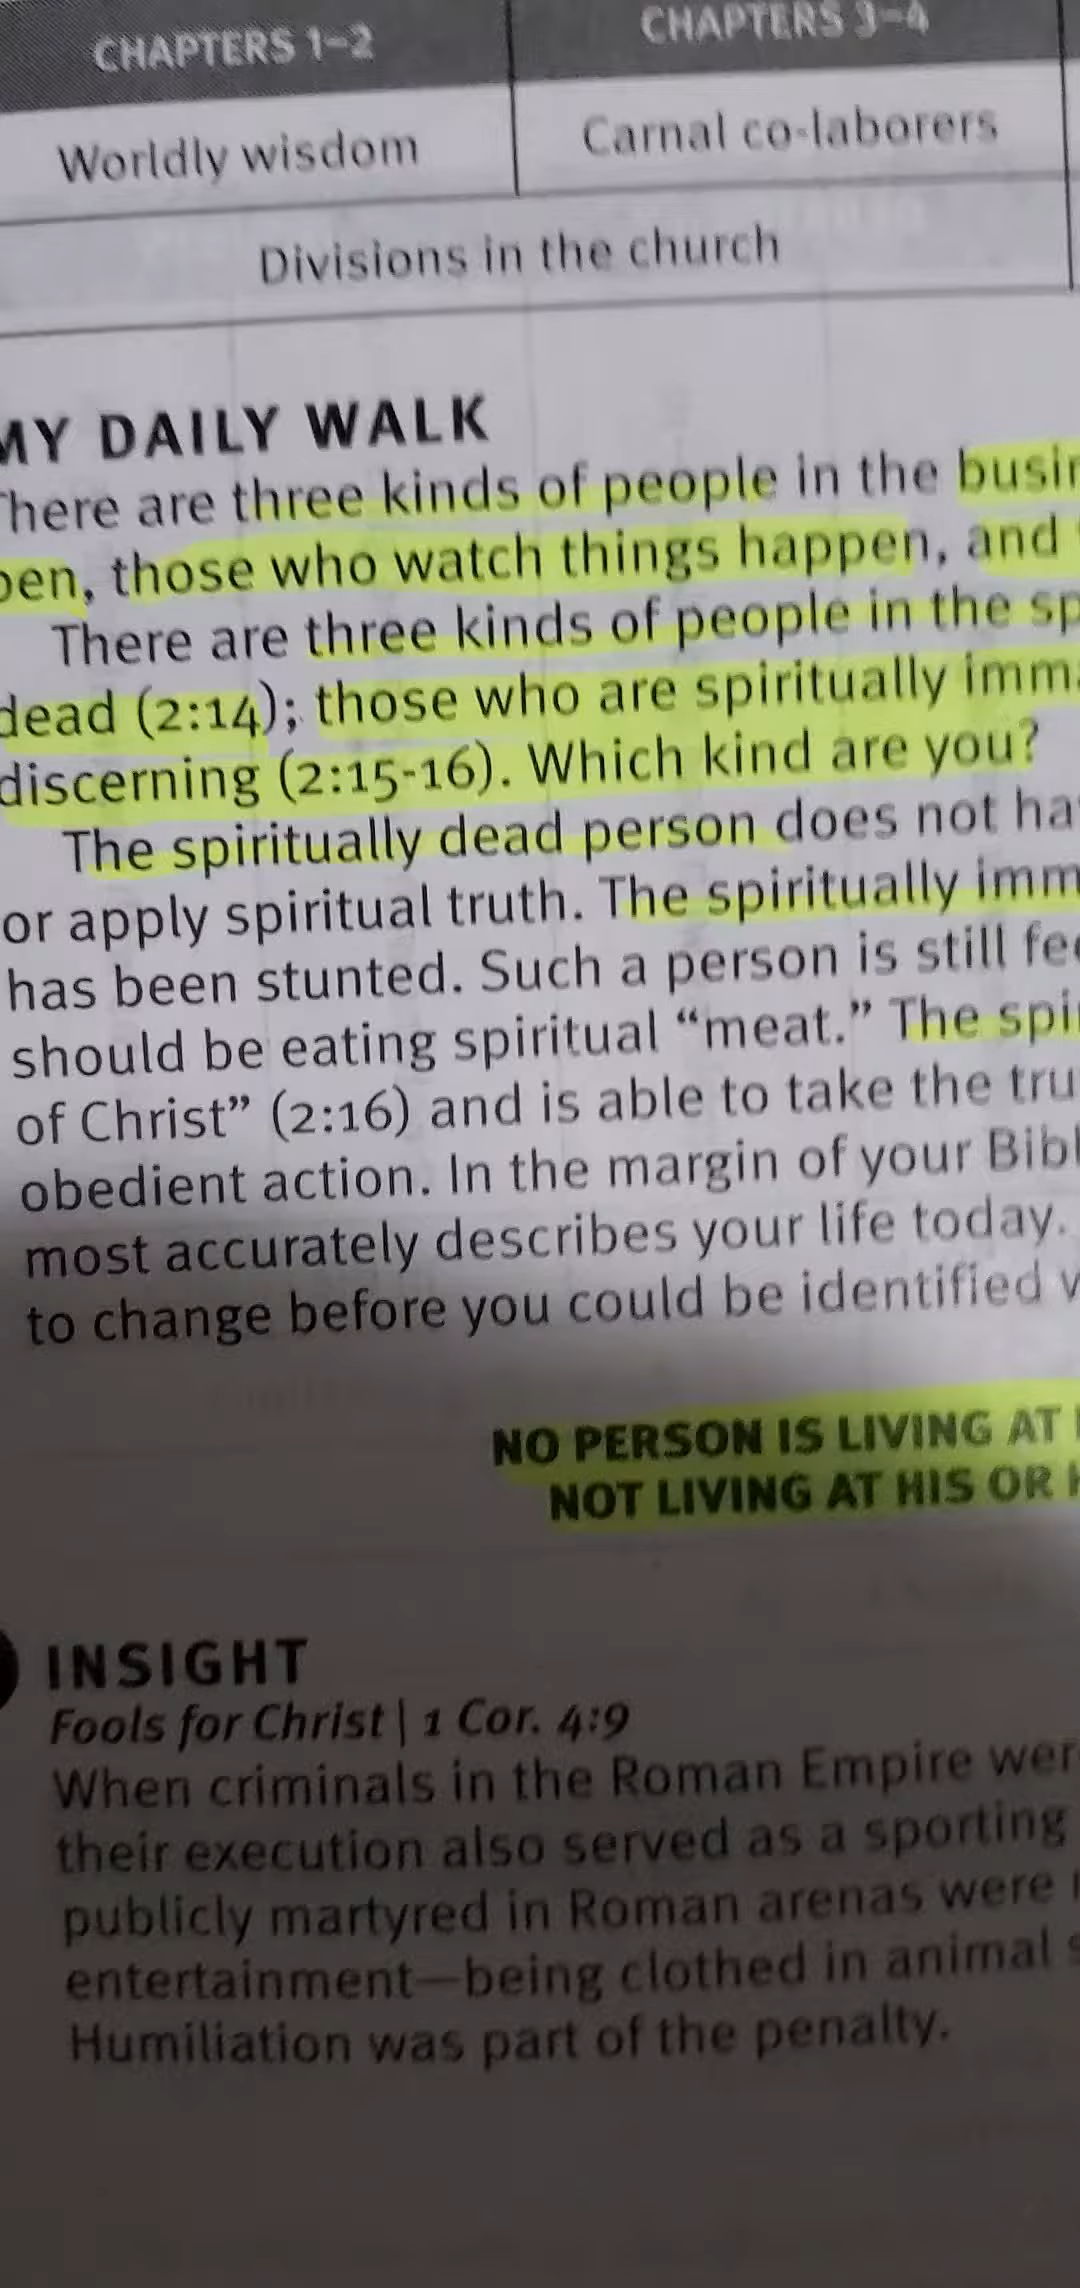 CHAPTERS 1–2 CHAPTERS 3–4
Worldly wisdom Carnal co-laborers
Divisions in the church
MY DAILY WALK
There are three kinds of people in the busin
pen, those who watch things happen, and
There are three kinds of people in the sp
dead (2:14); those who are spiritually imma
discerning (2:15-16). Which kind are you?
The spiritually dead person does not ha
or apply spiritual truth. The spiritually imm
has been stunted. Such a person is still fee
should be eating spiritual “meat.” The spir
of Christ” (2:16) and is able to take the tru
obedient action. In the margin of your Bibl
most accurately describes your life today.
to change before you could be identified w
NO PERSON IS LIVING AT
NOT LIVING AT HIS OR H
INSIGHT
Fools for Christ | 1 Cor. 4:9
When criminals in the Roman Empire wer
their execution also served as a sporting
publicly martyred in Roman arenas were
entertainment—being clothed in animal s
Humiliation was part of the penalty.